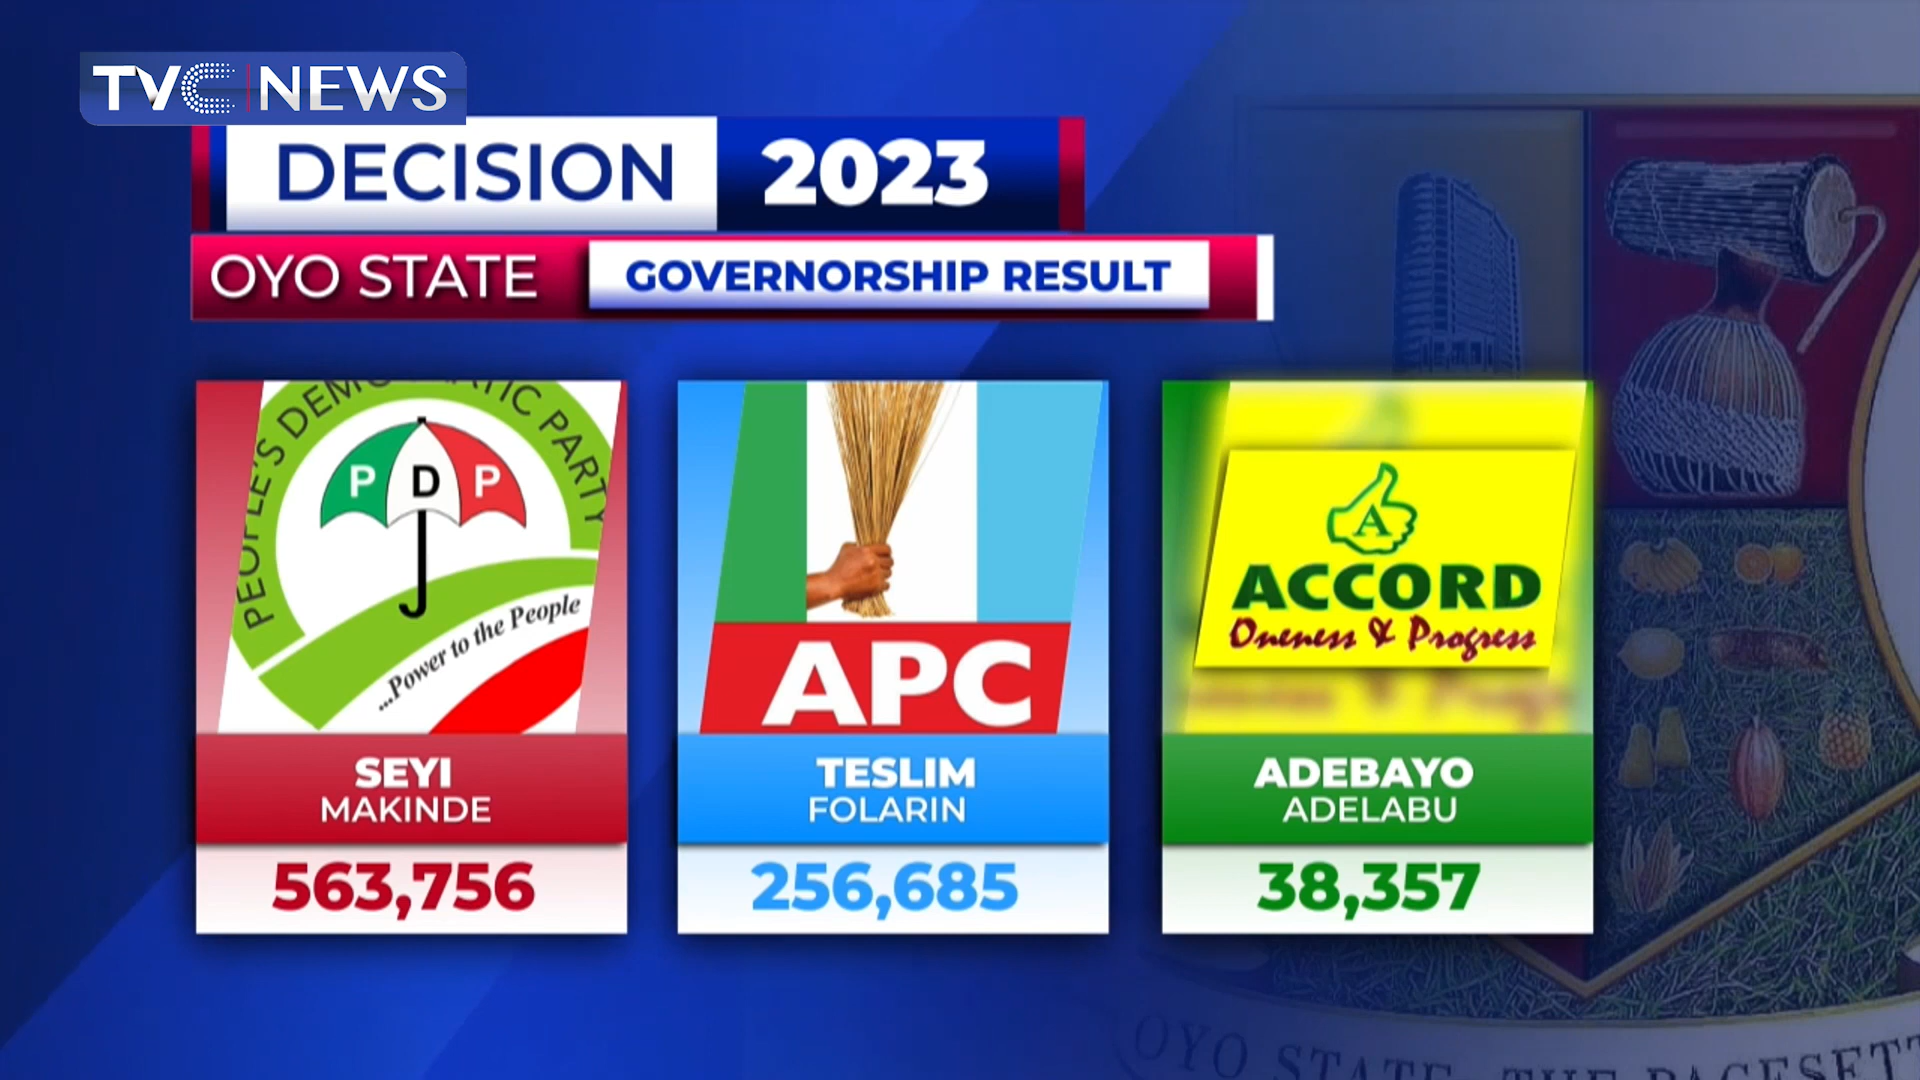 TVC NEWS
DECISION 2023
OYO STATE GOVERNORSHIP RESULT
PEOPLE'S DEMOCRATIC PARTY
P D P
...Power to the People
SEYI
MAKINDE
563,756
APC
TESLIM
FOLARIN
256,685
A
ACCORD
Oneness & Progress
ADEBAYO
ADELABU
38,357
OYO STATE